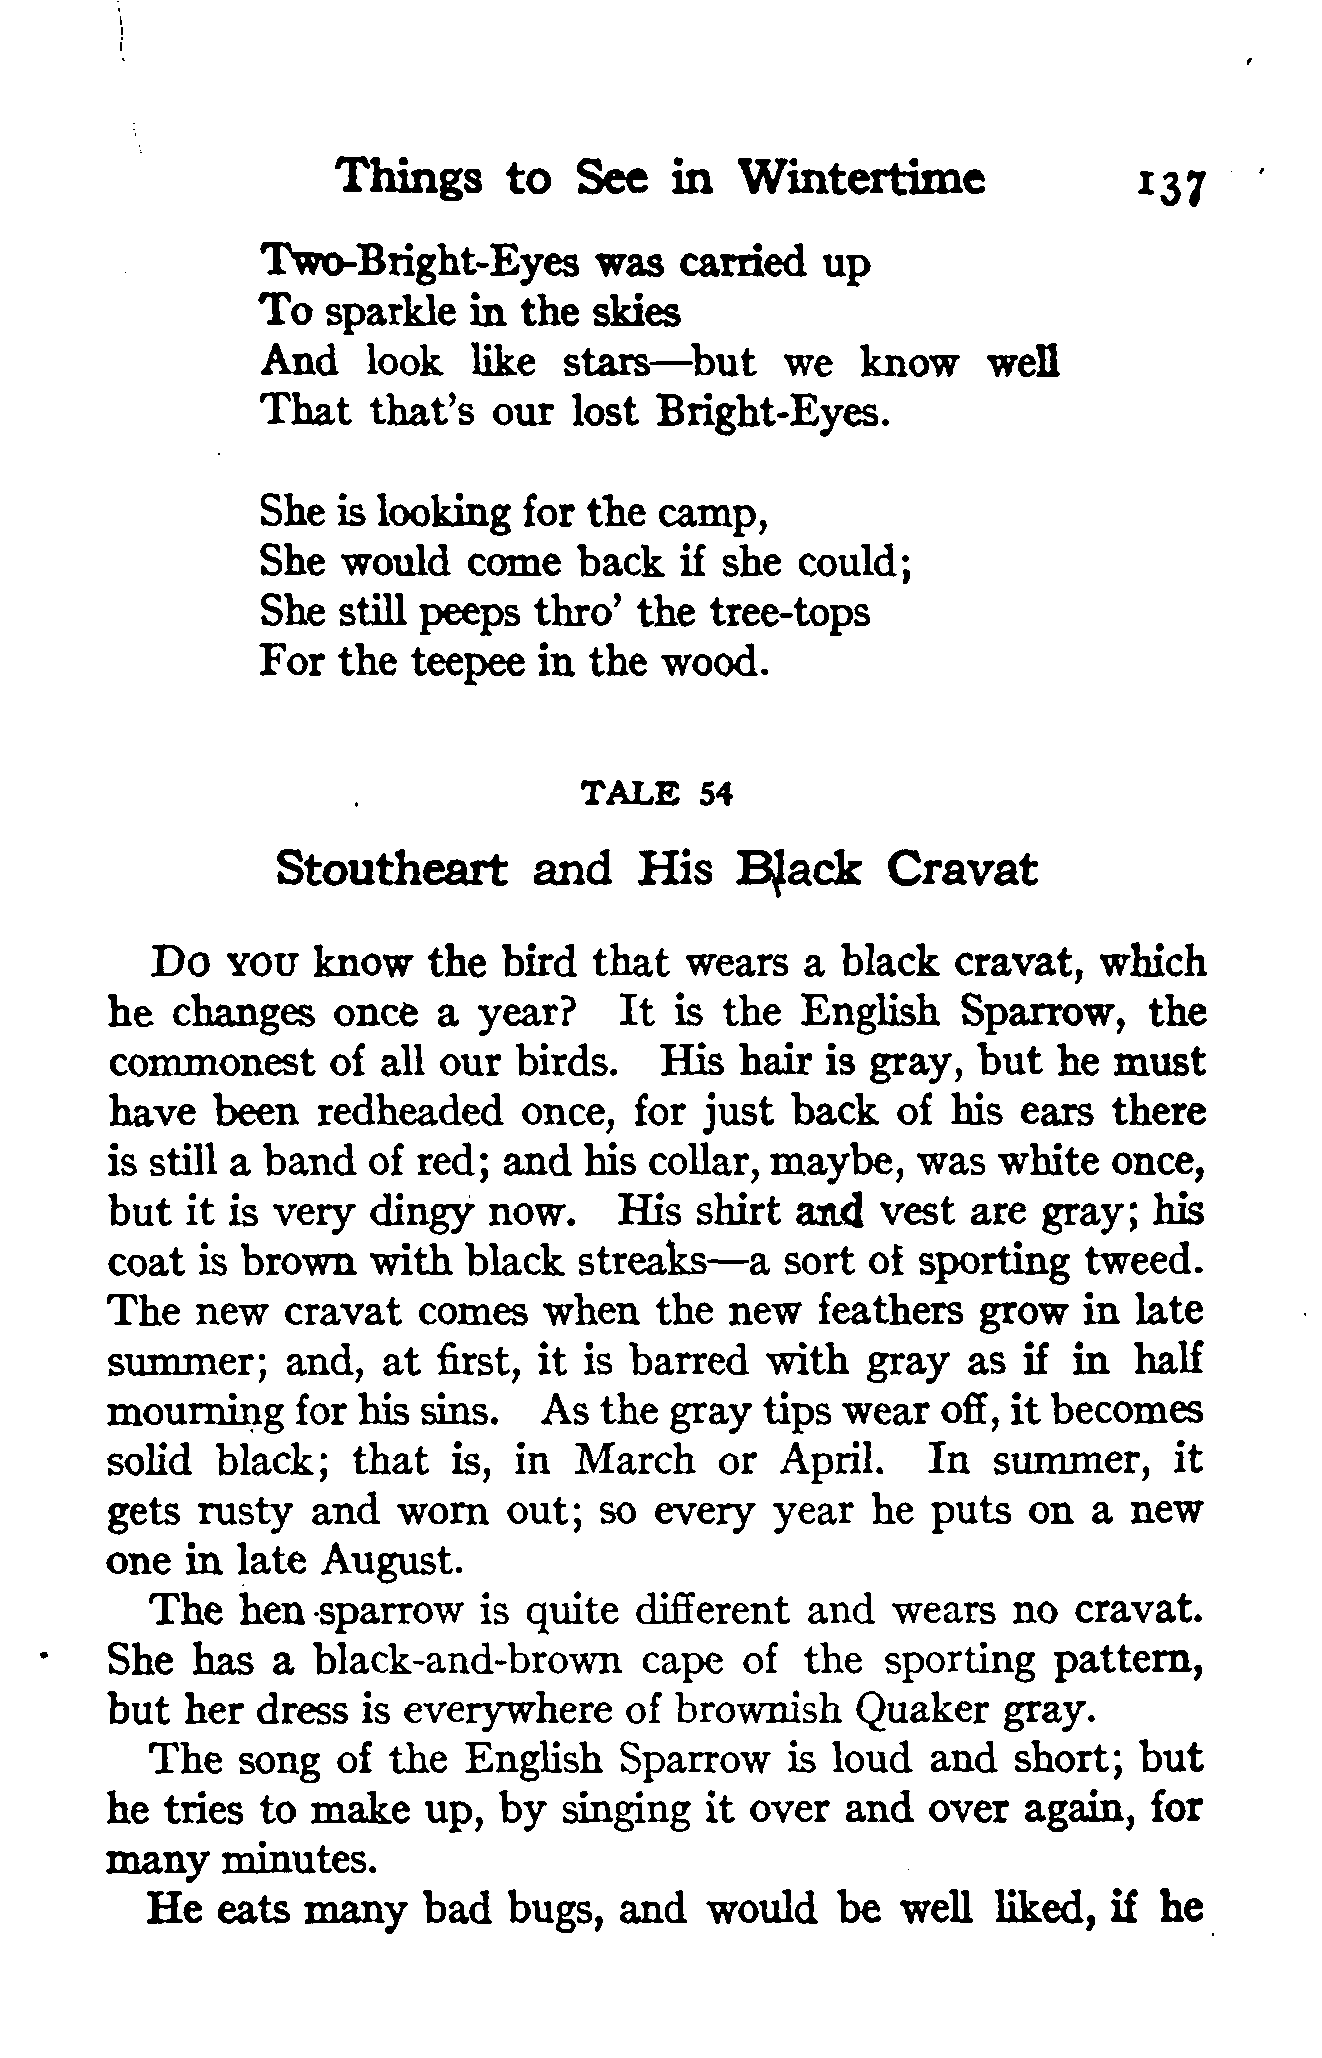 Things to See in Wintertime 137
Two-Bright-Eyes was carried up
To sparkle in the skies
And look like stars—but we know well
That that's our lost Bright-Eyes.
She is looking for the camp,
She would come back if she could;
She still peeps thro' the tree-tops
For the teepee in the wood.
TALE 54
Stoutheart and His Black Cravat
Do you know the bird that wears a black cravat, which
he changes once a year? It is the English Sparrow, the
commonest of all our birds. His hair is gray, but he must
have been redheaded once, for just back of his ears there
is still a band of red; and his collar, maybe, was white once,
but it is very dingy now. His shirt and vest are gray; his
coat is brown with black streaks—a sort of sporting tweed.
The new cravat comes when the new feathers grow in late
summer; and, at first, it is barred with gray as if in half
mourning for his sins. As the gray tips wear off, it becomes
solid black; that is, in March or April. In summer, it
gets rusty and worn out; so every year he puts on a new
one in late August.
The hen sparrow is quite different and wears no cravat.
She has a black-and-brown cape of the sporting pattern,
but her dress is everywhere of brownish Quaker gray.
The song of the English Sparrow is loud and short; but
he tries to make up, by singing it over and over again, for
many minutes.
He eats many bad bugs, and would be well liked, if he